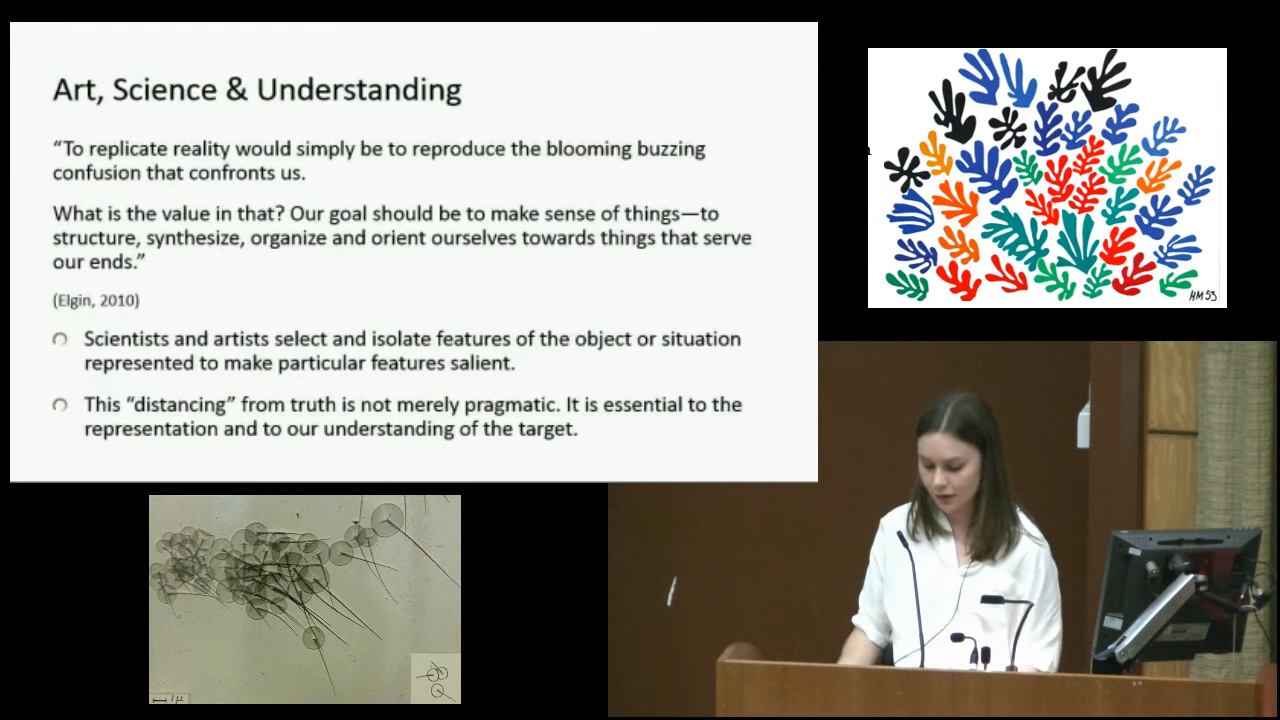 Art, Science & Understanding
“To replicate reality would simply be to reproduce the blooming buzzing
confusion that confronts us.
What is the value in that? Our goal should be to make sense of things—to
structure, synthesize, organize and orient ourselves towards things that serve
our ends.”
(Elgin, 2010)
Scientists and artists select and isolate features of the object or situation
represented to make particular features salient.
This “distancing” from truth is not merely pragmatic. It is essential to the
representation and to our understanding of the target.
HM 53
1 μ